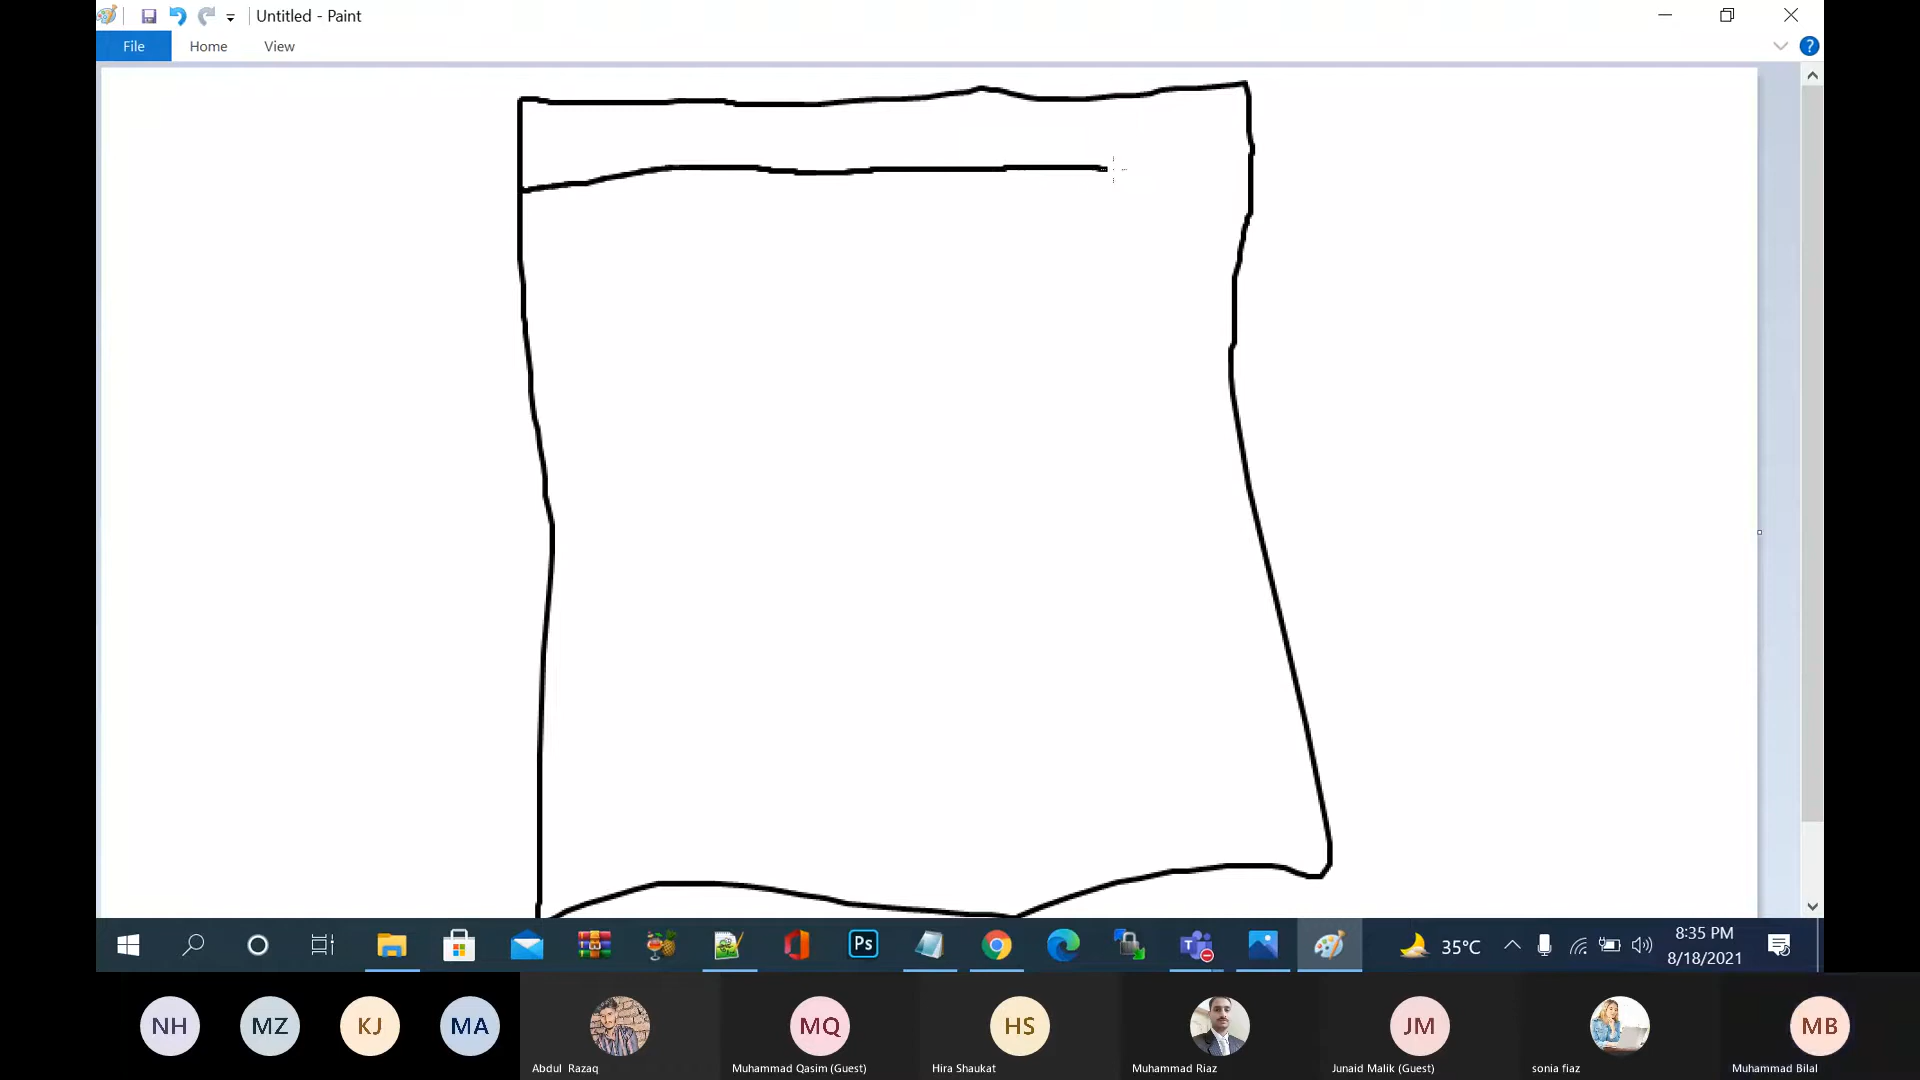 Untitled - Paint
File Home View
?
Ps
35°C
8:35 PM
8/18/2021
NH MZ KJ MA MQ HS JM MB
Abdul Razaq
Muhammad Qasim (Guest)
Hira Shaukat
Muhammad Riaz
Junaid Malik (Guest)
sonia fiaz
Muhammad Bilal